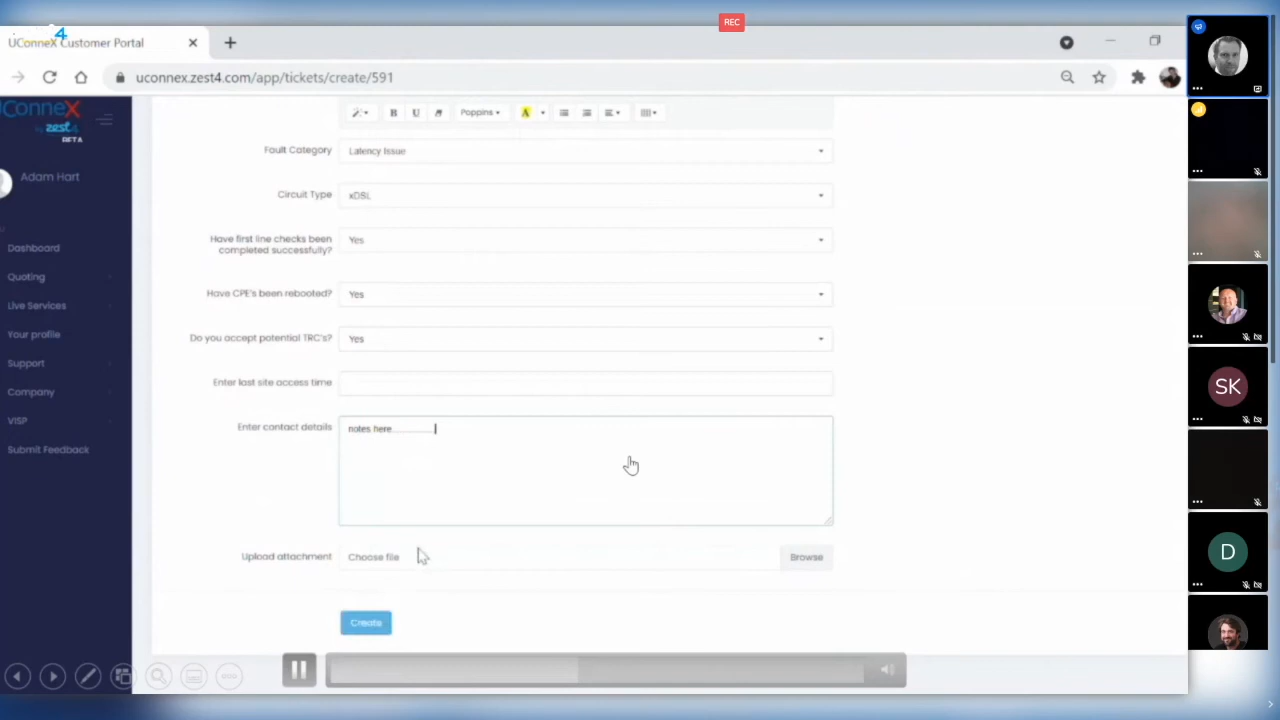 REC
4
UConneX Customer Portal
uconnex.zest4.com/app/tickets/create/591
UConneX
by zest4
BETA
Adam Hart
Dashboard
Quoting
Live Services
Your profile
Support
Company
VISP
Submit Feedback
B U Poppins A
Fault Category Latency Issue
Circuit Type xDSL
Have first line checks been completed successfully? Yes
Have CPE's been rebooted? Yes
Do you accept potential TRC's? Yes
Enter last site access time
Enter contact details notes here................
Upload attachment Choose file Browse
Create
SK
D